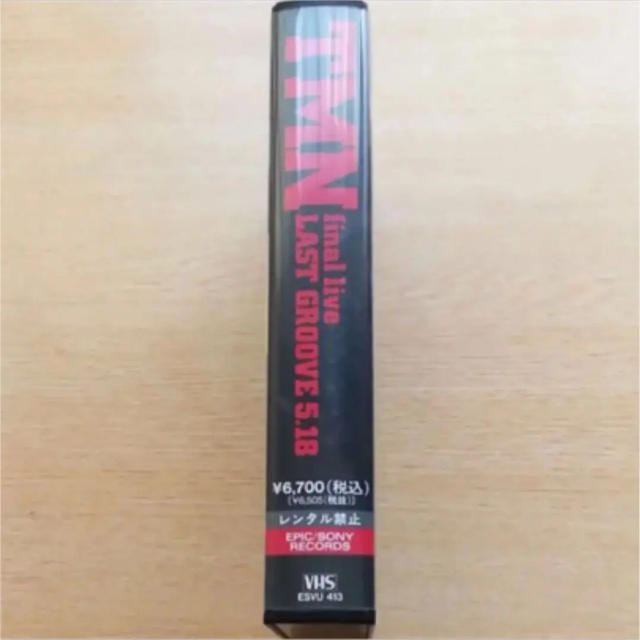 TMN
final live
LAST GROOVE 5.18
¥6,700(税込)
(¥6,505(税抜))
レンタル禁止
EPIC/SONY
RECORDS
VHS
ESVU 413